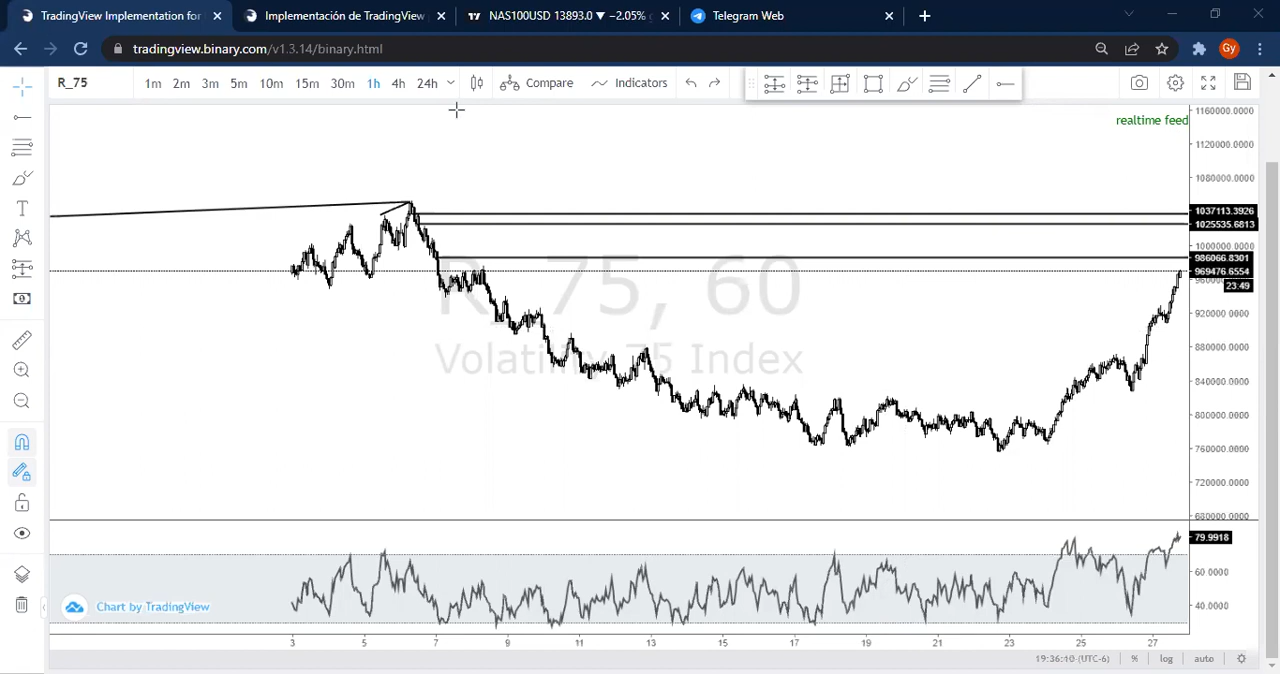 TradingView Implementation for
Implementación de TradingView
NAS100USD 13893.0 ▼ −2.05%
Telegram Web
tradingview.binary.com/v1.3.14/binary.html
Gy
R_75
1m 2m 3m 5m 10m 15m 30m 1h 4h 24h
Compare
Indicators
realtime feed
1160000.0000
1120000.0000
1080000.0000
1037113.3926
1025535.6813
1000000.0000
986066.8301
969476.6554
23:49
920000.0000
880000.0000
840000.0000
800000.0000
760000.0000
720000.0000
680000.0000
R_75, 60
Volatility 75 Index
79.9918
60.0000
40.0000
Chart by TradingView
3 5 7 9 11 13 15 17 19 21 23 25 27
19:36:10 (UTC-6) % log auto